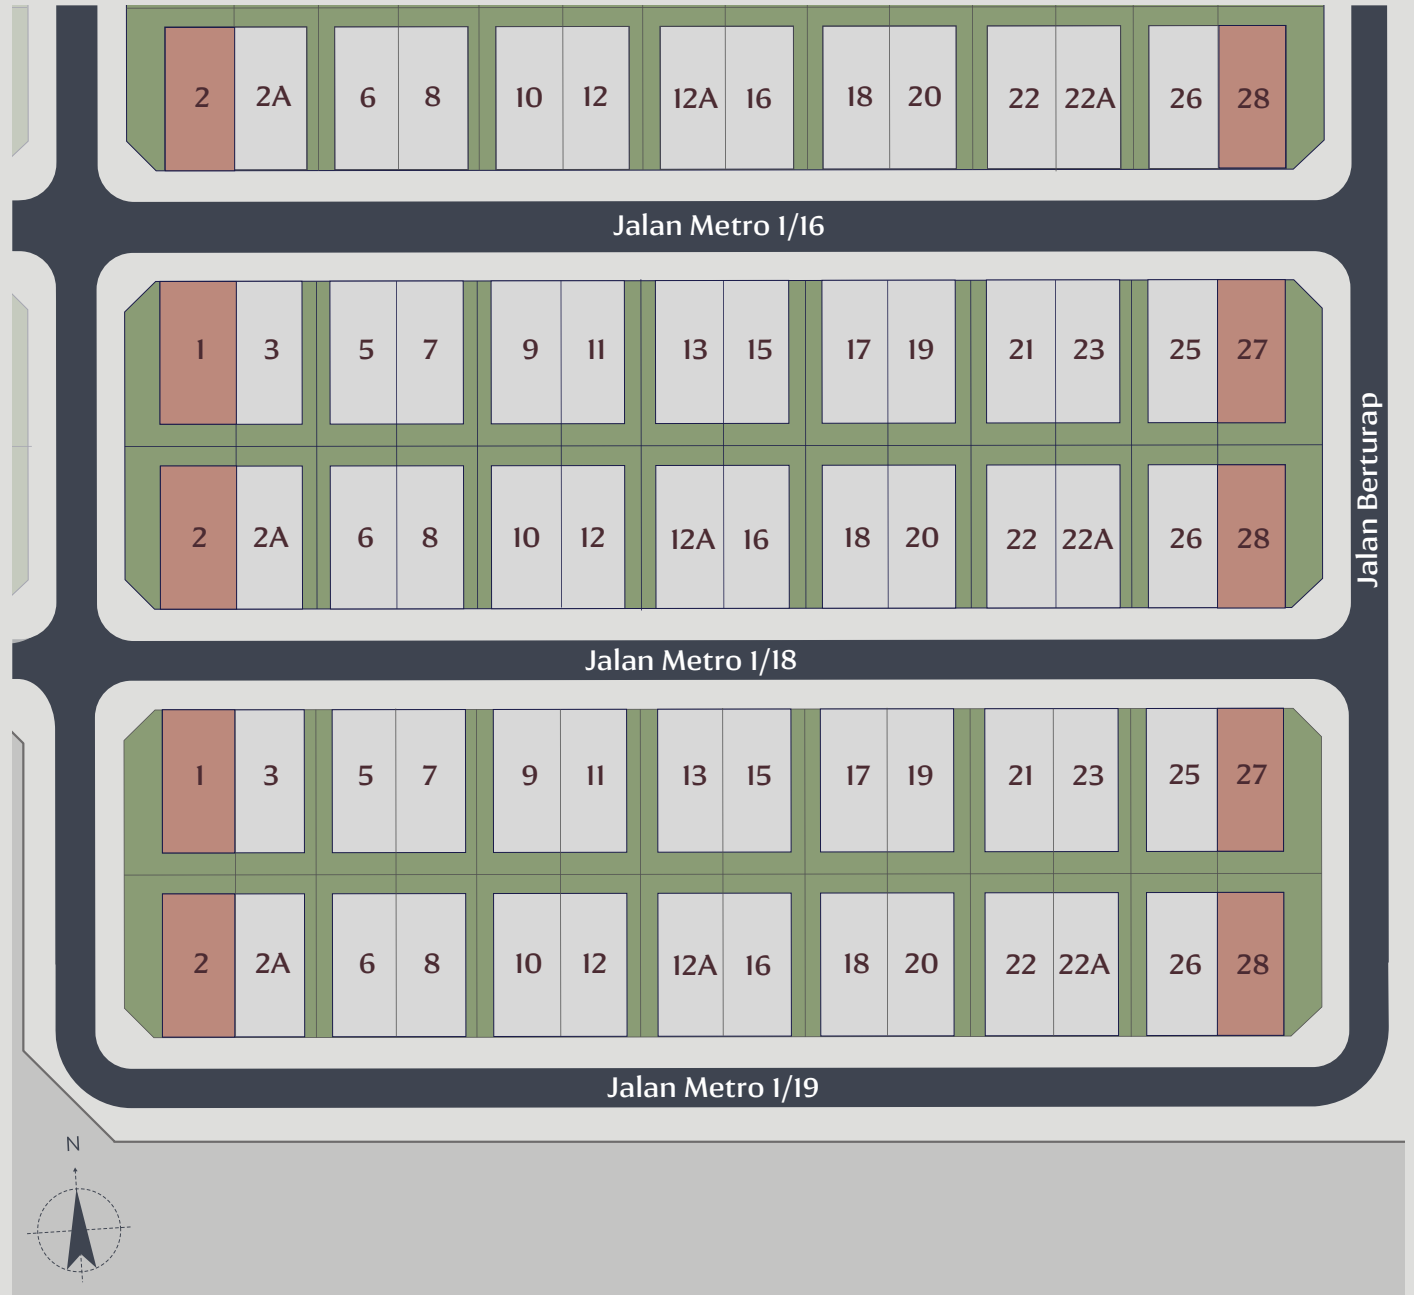 2 2A 6 8 10 12 12A 16 18 20 22 22A 26 28
Jalan Metro 1/16
1 3 5 7 9 11 13 15 17 19 21 23 25 27
Jalan Berturap
2 2A 6 8 10 12 12A 16 18 20 22 22A 26 28
Jalan Metro 1/18
1 3 5 7 9 11 13 15 17 19 21 23 25 27
2 2A 6 8 10 12 12A 16 18 20 22 22A 26 28
Jalan Metro 1/19
N